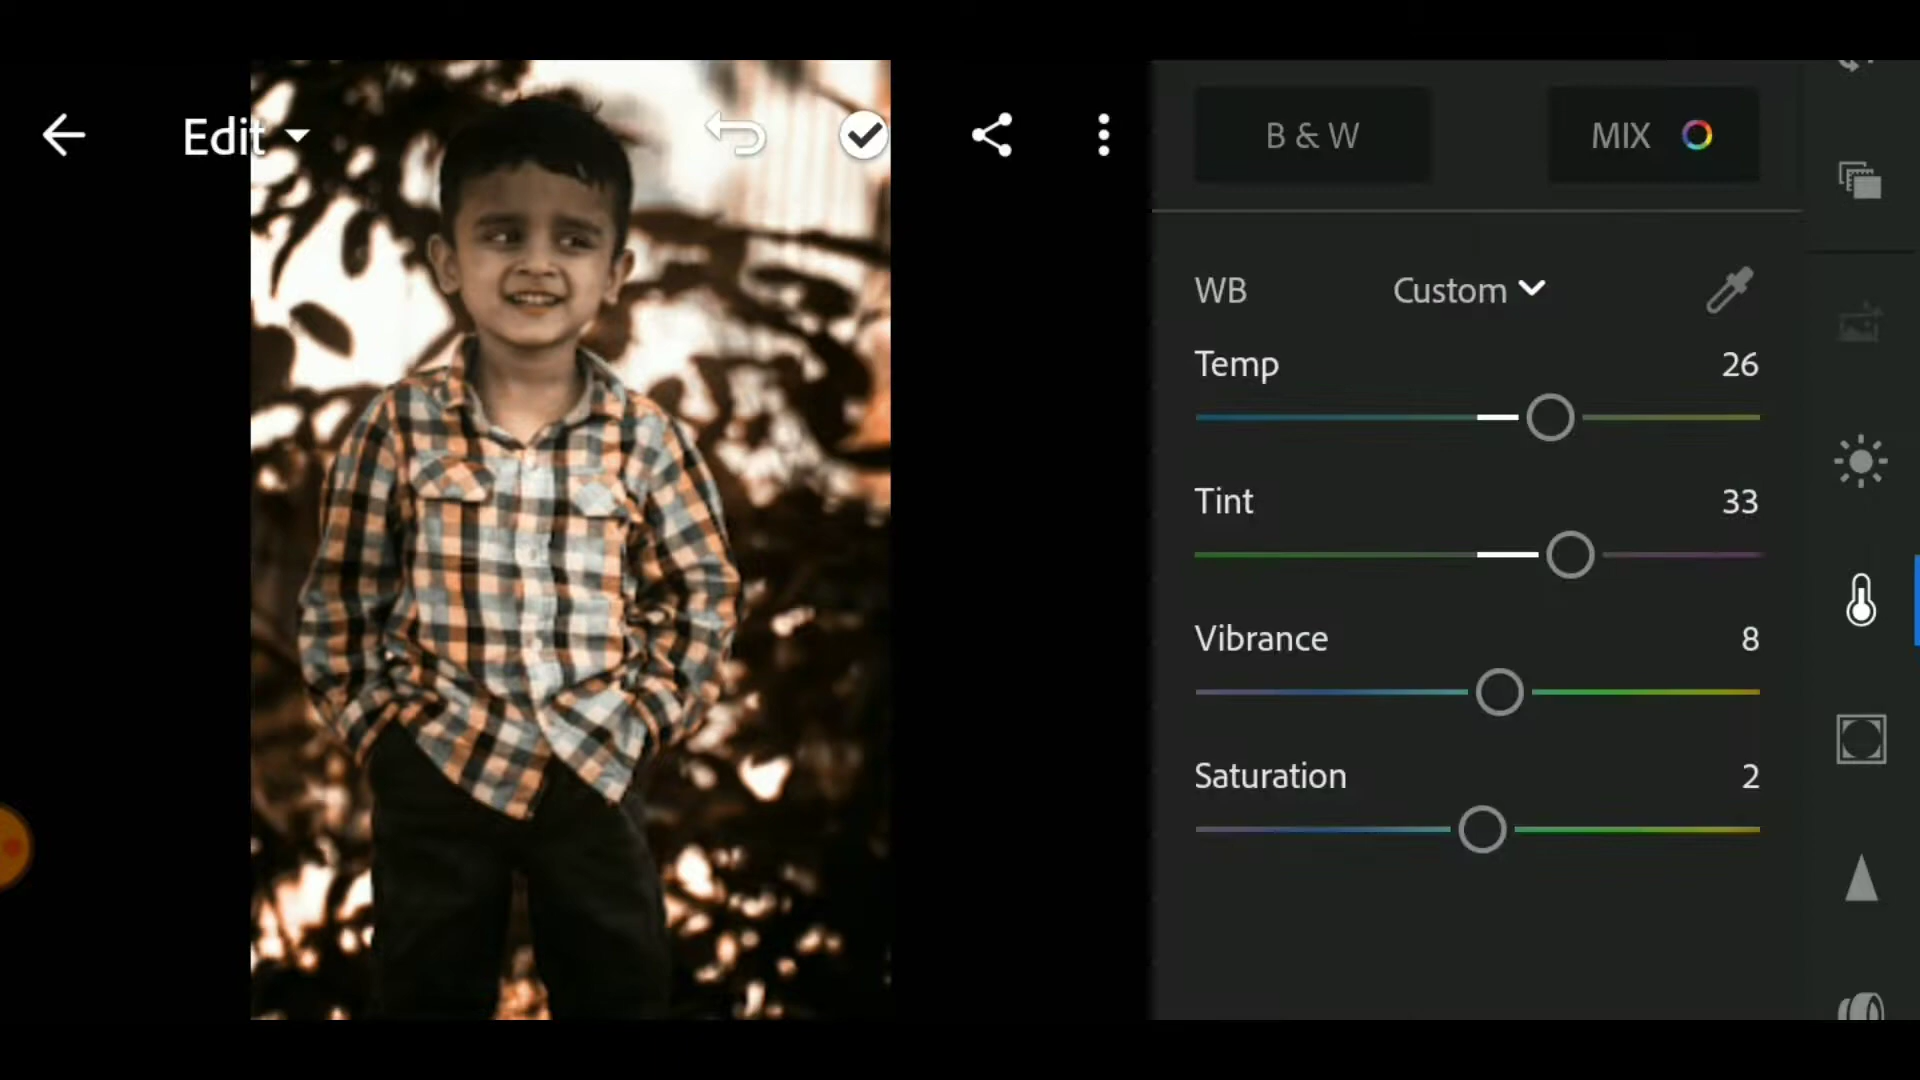 Edit
B & W
MIX
WB
Custom
Temp
26
Tint
33
Vibrance
8
Saturation
2